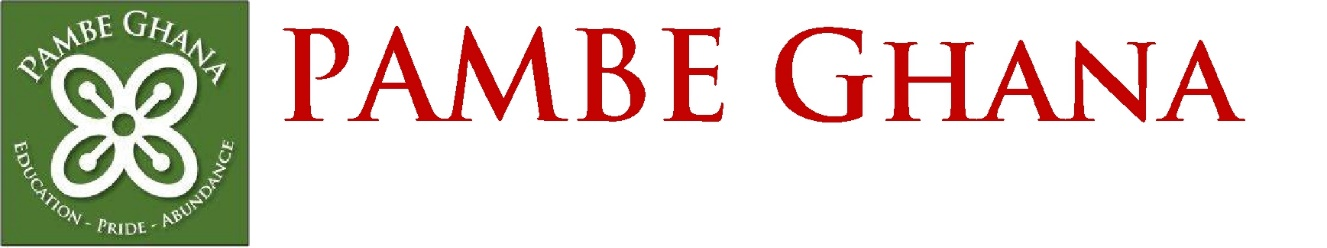 PAMBE GHANA
EDUCATION - PRIDE - ABUNDANCE
PAMBE GHANA